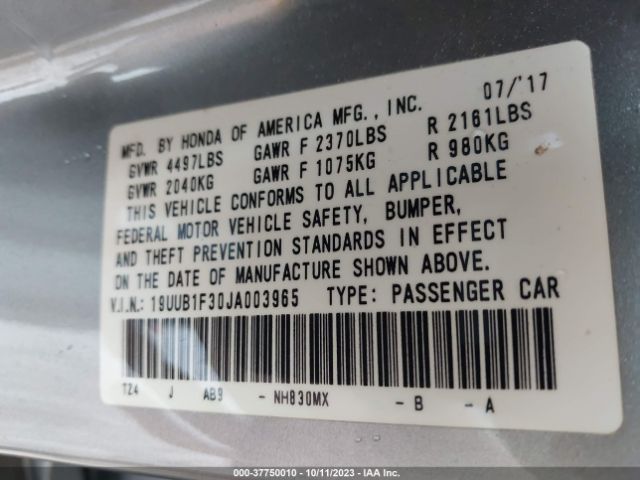 MFD. BY HONDA OF AMERICA MFG., INC. 07/'17
GVWR 4497LBS GAWR F 2370LBS R 2161LBS
GVWR 2040KG GAWR F 1075KG R 980KG
THIS VEHICLE CONFORMS TO ALL APPLICABLE
FEDERAL MOTOR VEHICLE SAFETY, BUMPER,
AND THEFT PREVENTION STANDARDS IN EFFECT
ON THE DATE OF MANUFACTURE SHOWN ABOVE.
V.I.N.: 19UUB1F30JA003965 TYPE: PASSENGER CAR
TZ4 J AB9 - NH830MX - B - A
000-37750010 - 10/11/2023 - IAA Inc.